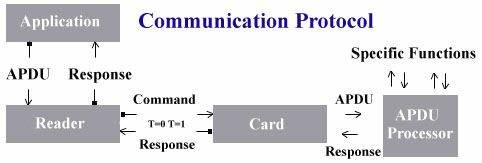 Application
Communication Protocol
Specific Functions
APDU Response
Command
APDU
Reader
T=0 T=1
Card
APDU
Processor
Response
Response